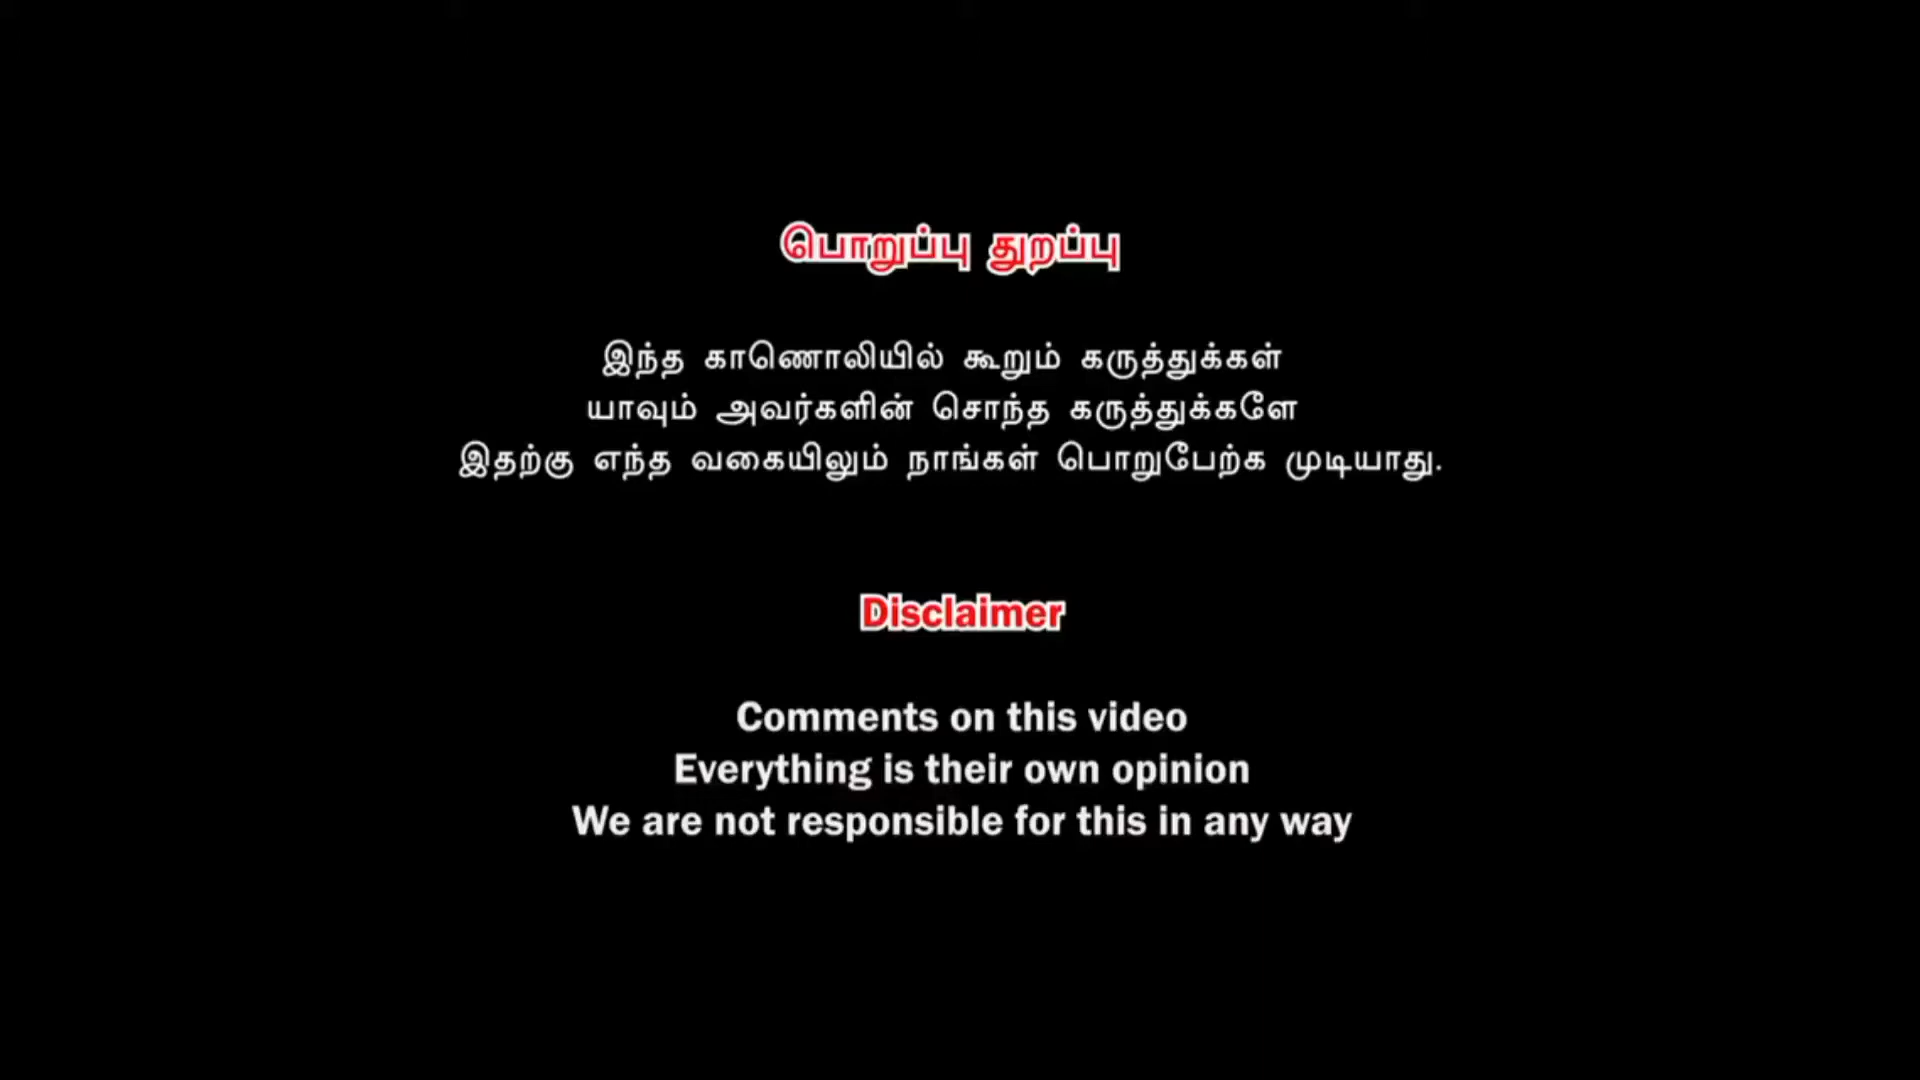 பொறுப்பு துறப்பு
இந்த காணொலியில் கூறும் கருத்துக்கள்
யாவும் அவர்களின் சொந்த கருத்துக்களே
இதற்கு எந்த வகையிலும் நாங்கள் பொறுபேற்க முடியாது.
Disclaimer
Comments on this video
Everything is their own opinion
We are not responsible for this in any way